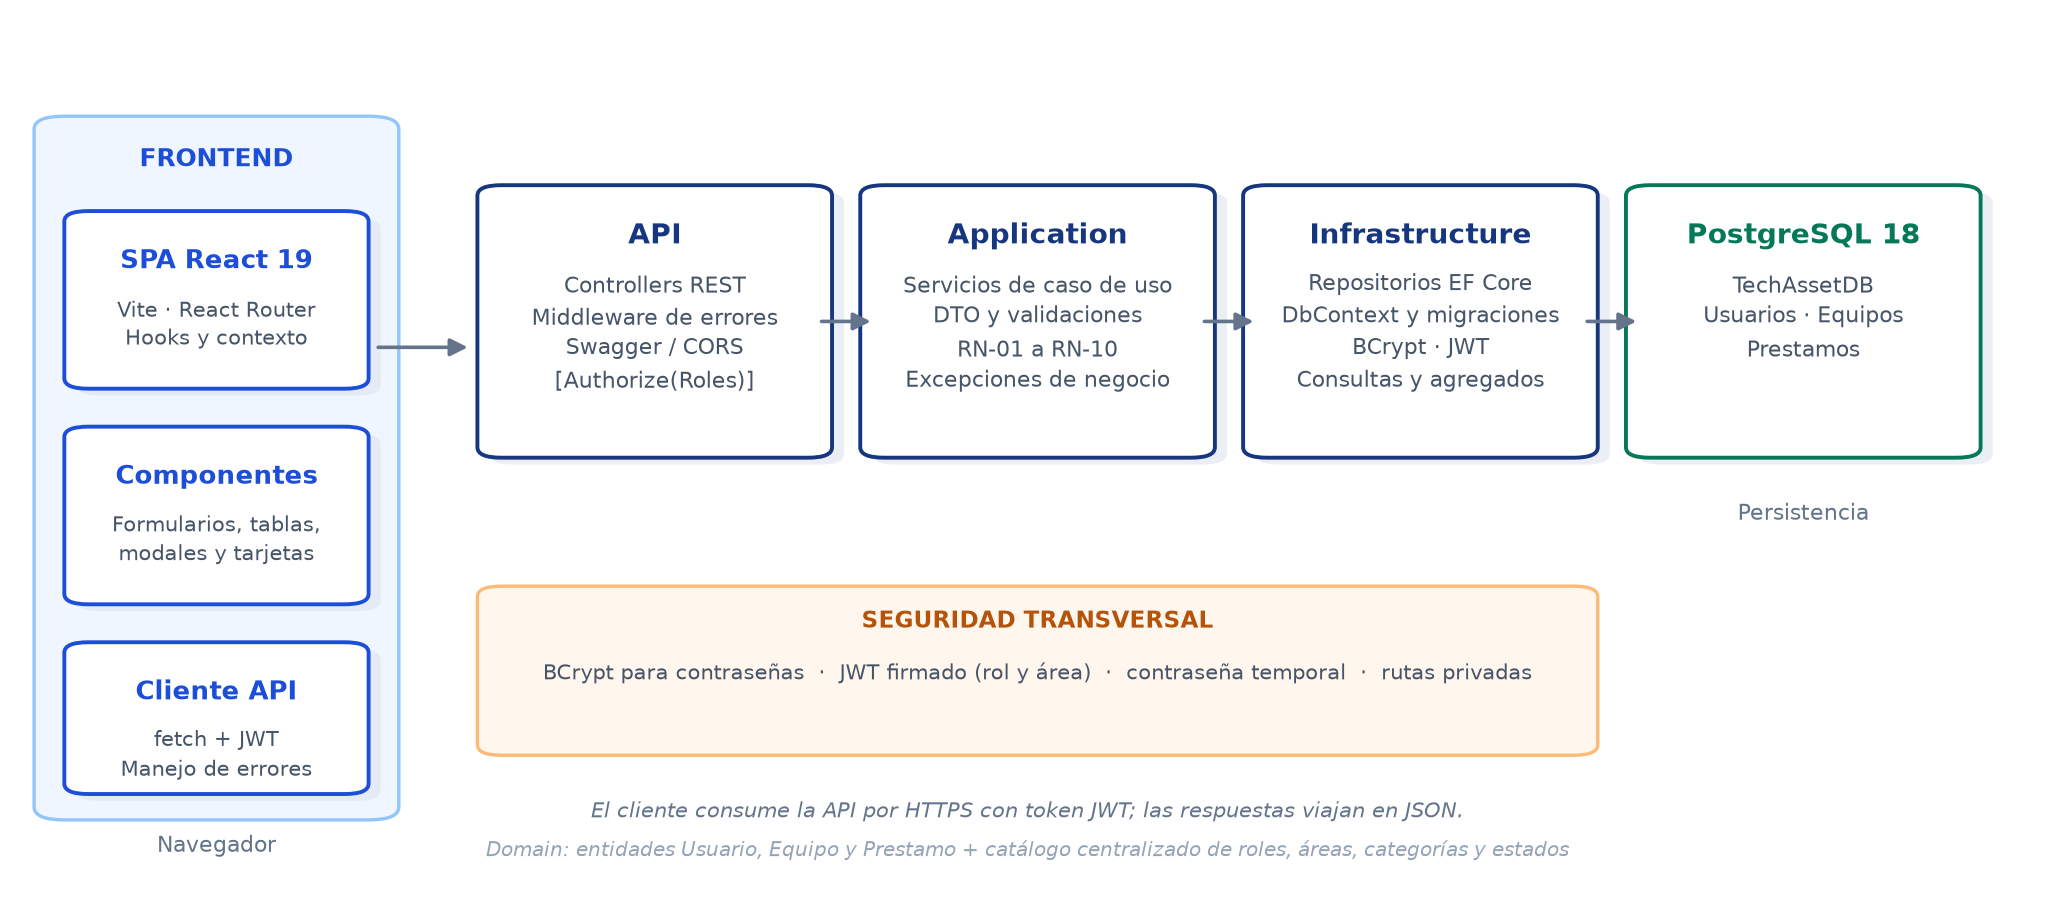 FRONTEND
SPA React 19
Vite · React Router
Hooks y contexto
Componentes
Formularios, tablas,
modales y tarjetas
Cliente API
fetch + JWT
Manejo de errores
Navegador
API
Controllers REST
Middleware de errores
Swagger / CORS
[Authorize(Roles)]
Application
Servicios de caso de uso
DTO y validaciones
RN-01 a RN-10
Excepciones de negocio
Infrastructure
Repositorios EF Core
DbContext y migraciones
BCrypt · JWT
Consultas y agregados
PostgreSQL 18
TechAssetDB
Usuarios · Equipos
Prestamos
Persistencia
SEGURIDAD TRANSVERSAL
BCrypt para contraseñas · JWT firmado (rol y área) · contraseña temporal · rutas privadas
El cliente consume la API por HTTPS con token JWT; las respuestas viajan en JSON.
Domain: entidades Usuario, Equipo y Prestamo + catálogo centralizado de roles, áreas, categorías y estados